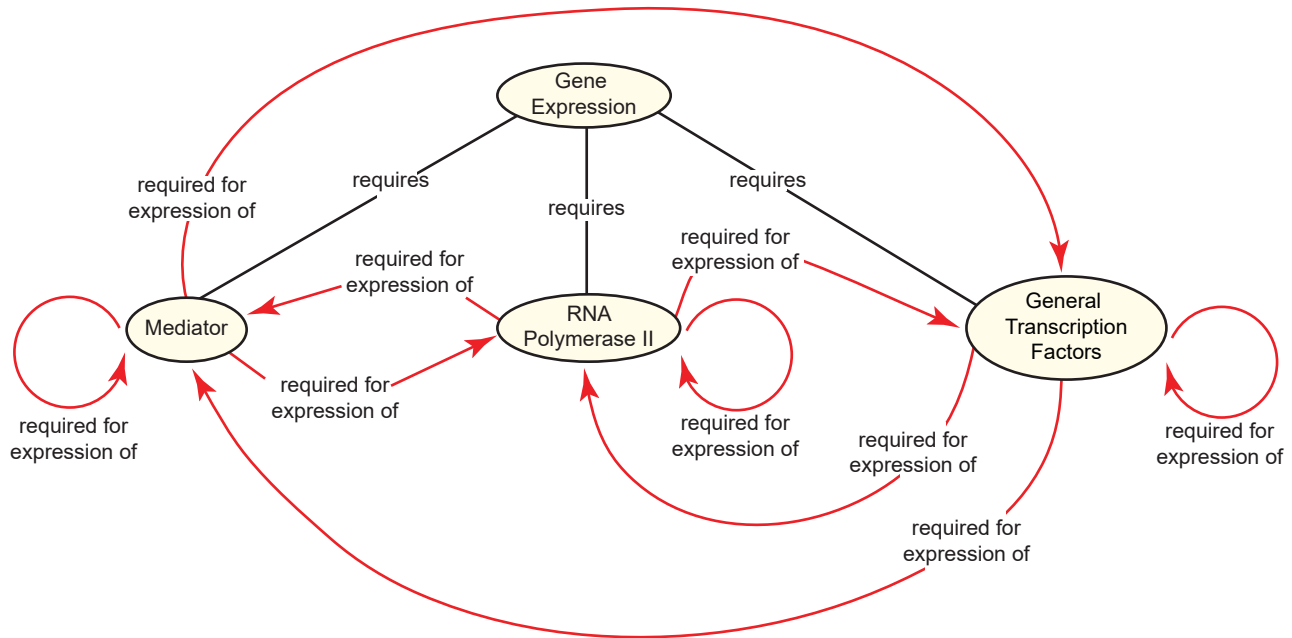 Gene
Expression
required for
expression of
requires
requires
requires
required for
expression of
required for
expression of
Mediator
RNA
Polymerase II
General
Transcription
Factors
required for
expression of
required for
expression of
required for
expression of
required for
expression of
required for
expression of
required for
expression of